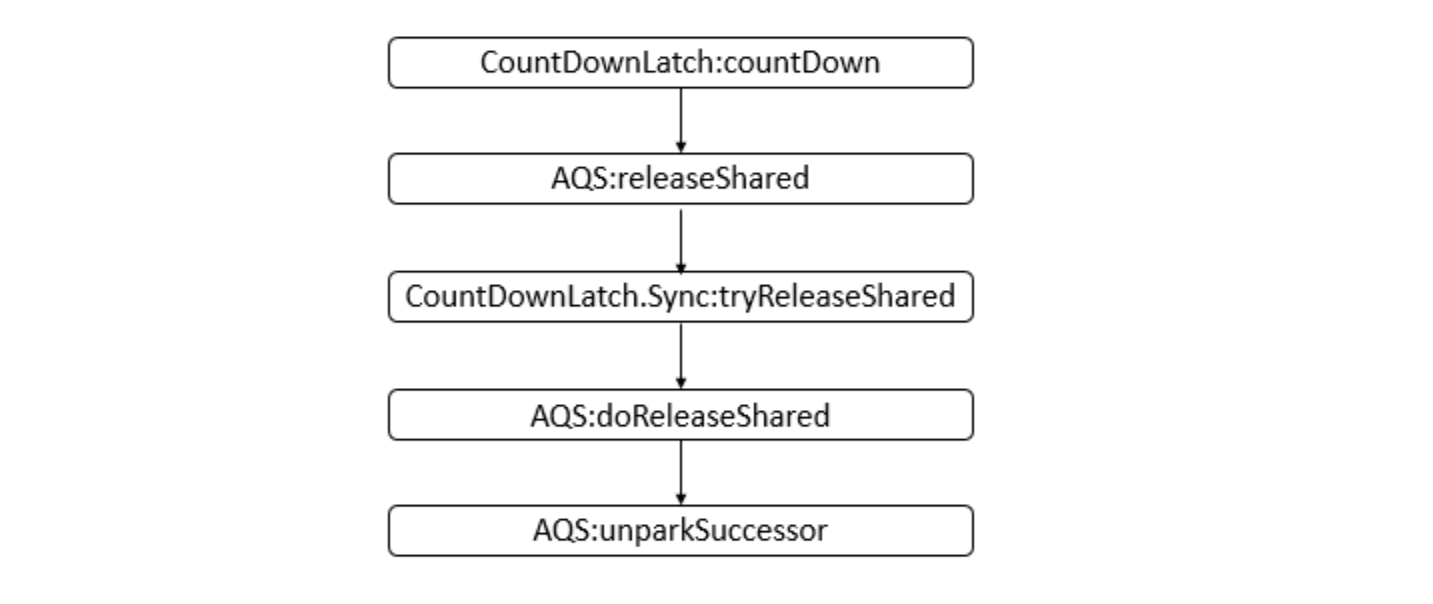 CountDownLatch:countDown
AQS:releaseShared
CountDownLatch.Sync:tryReleaseShared
AQS:doReleaseShared
AQS:unparkSuccessor